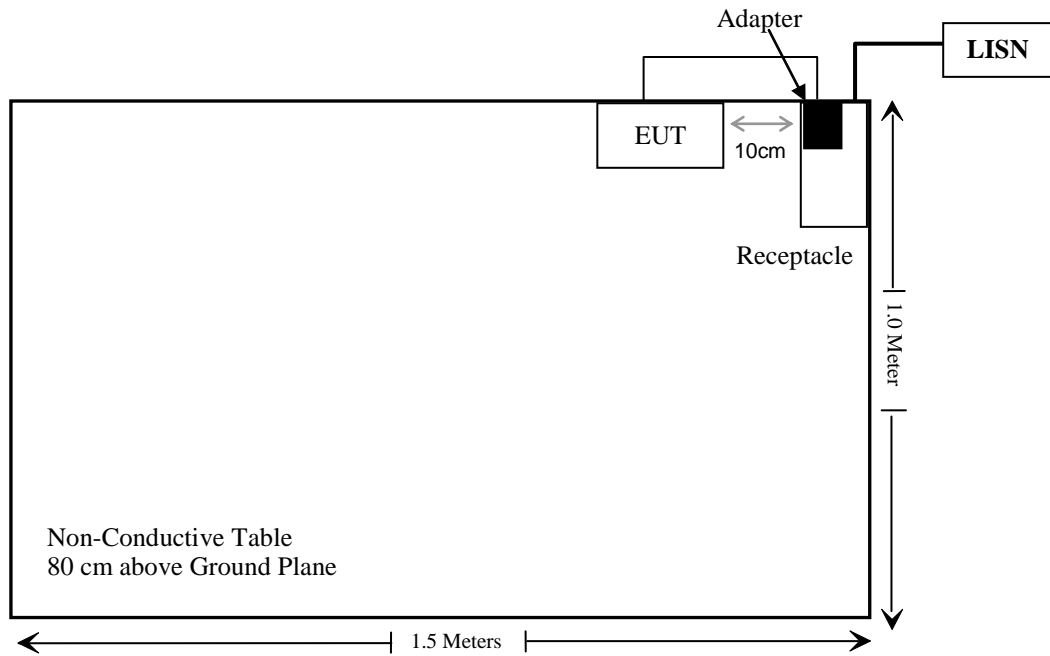 Adapter
LISN
EUT
10cm
Receptacle
1.0 Meter
Non-Conductive Table
80 cm above Ground Plane
1.5 Meters